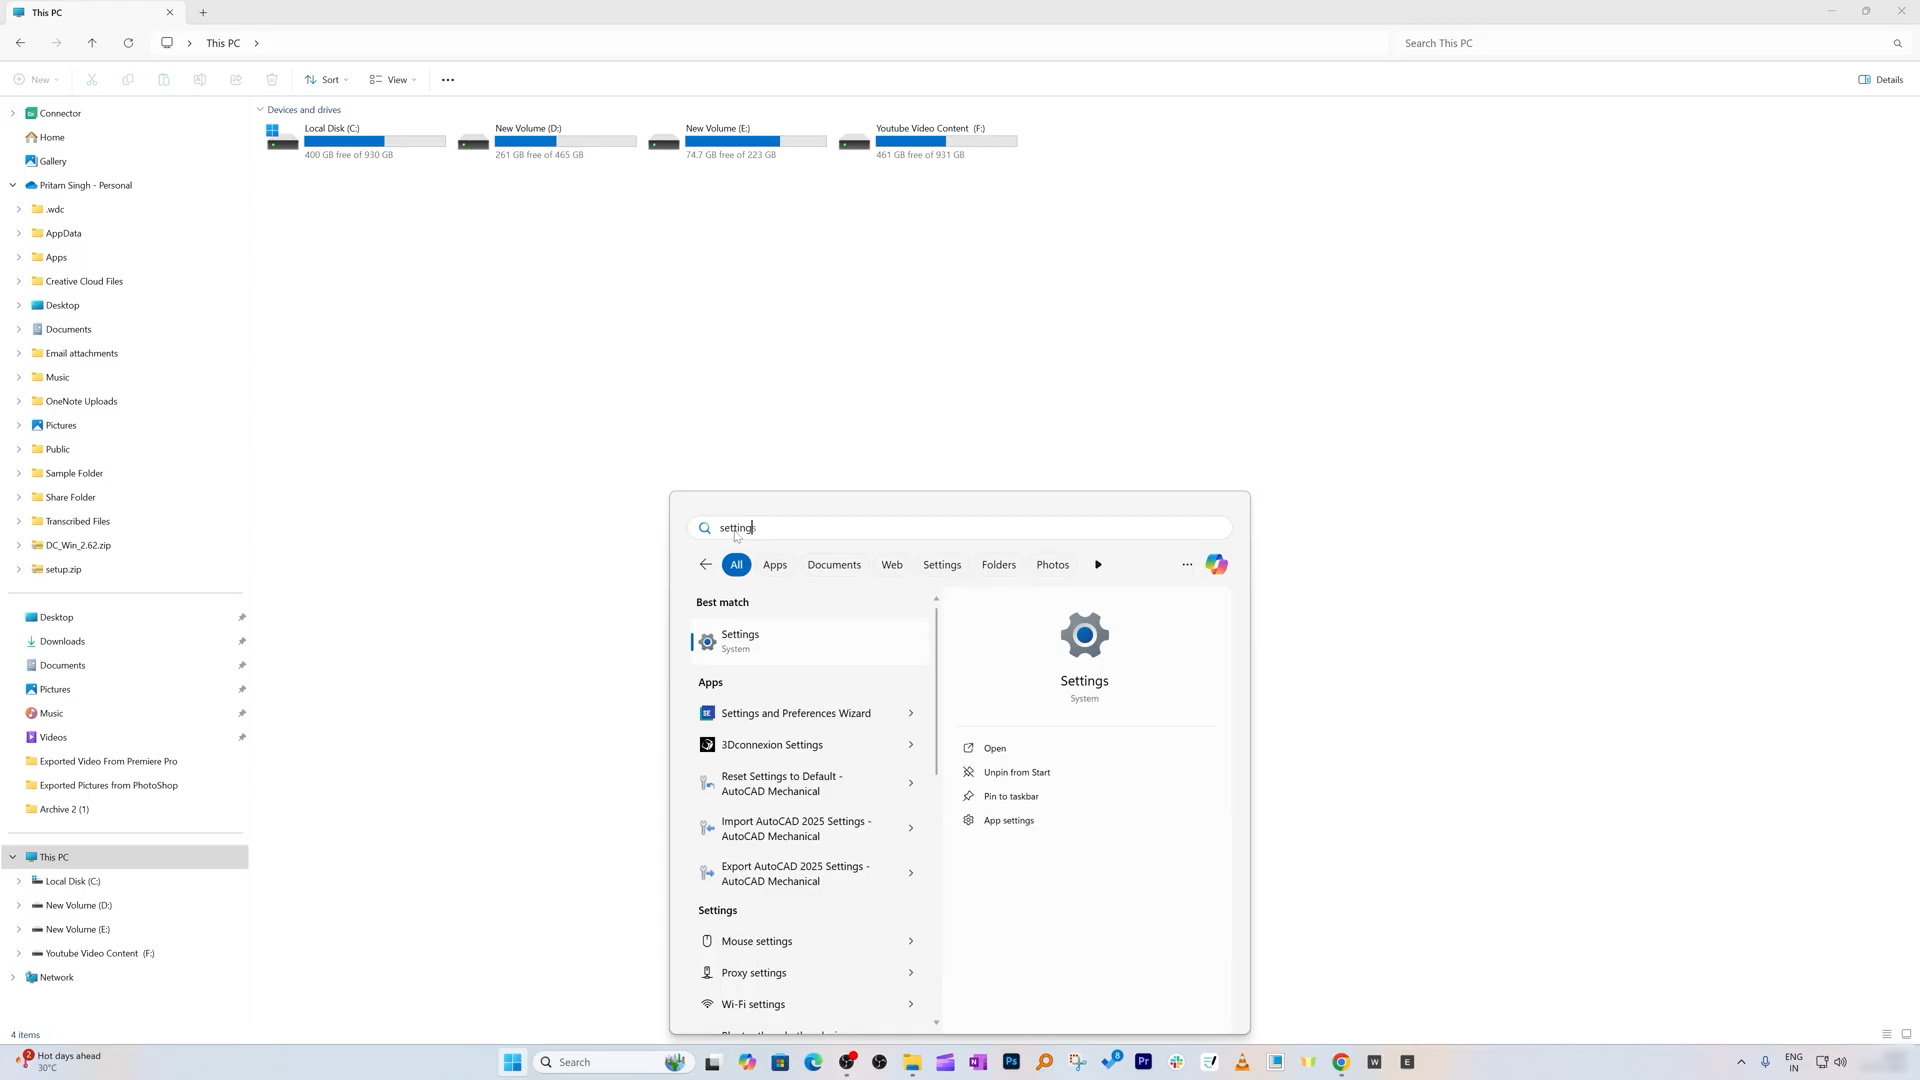 This PC
This PC
Search This PC
New
Sort
View
Details
Connector
Home
Gallery
Pritam Singh - Personal
.wdc
AppData
Apps
Creative Cloud Files
Desktop
Documents
Email attachments
Music
OneNote Uploads
Pictures
Public
Sample Folder
Share Folder
Transcribed Files
DC_Win_2.62.zip
setup.zip
Desktop
Downloads
Documents
Pictures
Music
Videos
Exported Video From Premiere Pro
Exported Pictures from PhotoShop
Archive 2 (1)
This PC
Local Disk (C:)
New Volume (D:)
New Volume (E:)
Youtube Video Content (F:)
Network
4 items
Devices and drives
Local Disk (C:)
400 GB free of 930 GB
New Volume (D:)
261 GB free of 465 GB
New Volume (E:)
74.7 GB free of 223 GB
Youtube Video Content (F:)
461 GB free of 931 GB
settings
All Apps Documents Web Settings Folders Photos
Best match
Settings
System
Apps
Settings and Preferences Wizard
3Dconnexion Settings
Reset Settings to Default -
AutoCAD Mechanical
Import AutoCAD 2025 Settings -
AutoCAD Mechanical
Export AutoCAD 2025 Settings -
AutoCAD Mechanical
Settings
Mouse settings
Proxy settings
Wi-Fi settings
Settings
System
Open
Unpin from Start
Pin to taskbar
App settings
2
Hot days ahead
30°C
Search
8
ENG
IN